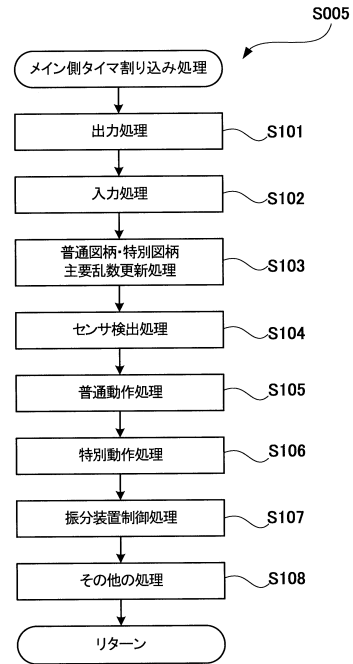 S005
メイン側タイマ割り込み処理
出力処理
S101
入力処理
S102
普通図柄・特別図柄
主要乱数更新処理
S103
センサ検出処理
S104
普通動作処理
S105
特別動作処理
S106
振分装置制御処理
S107
その他の処理
S108
リターン